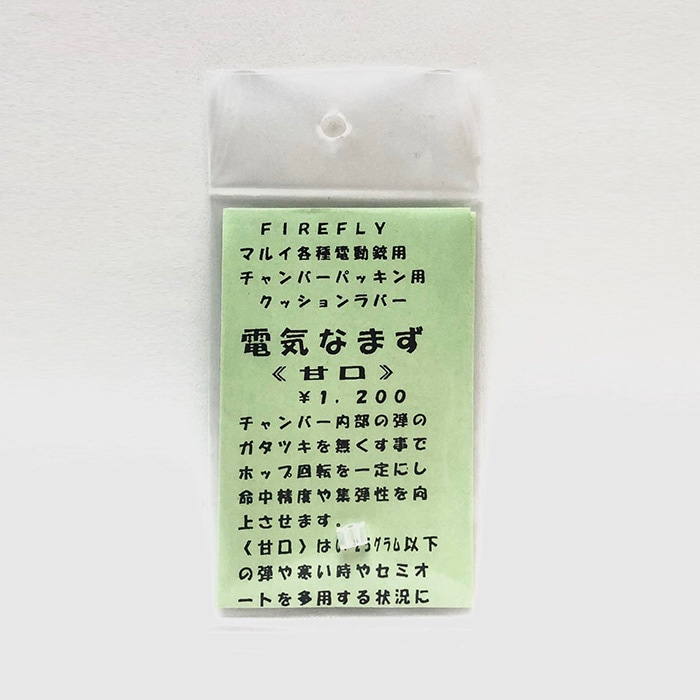 FIREFLY
マルイ各種電動銃用
チャンバーパッキン用
クッションラバー
電気なまず
《甘口》
￥1.200
チャンバー内部の弾の
ガタツキを無くす事で
ホップ回転を一定にし
命中精度や集弾性を向
上させます。
《甘口》は グラム以下
の弾や寒い時やセミオ
ートを多用する状況に